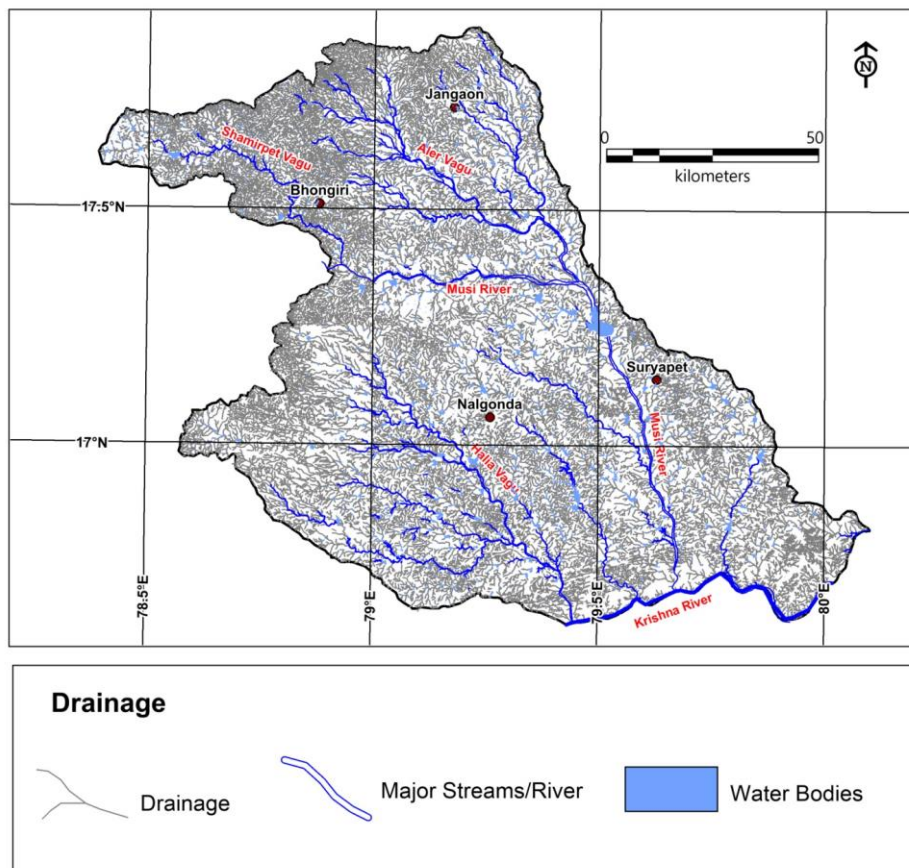 N
Jangaon
0 50
kilometers
Shamirpet Vagu
Aler Vagu
Bhongiri
17.5°N
Musi River
Suryapet
Nalgonda
17°N
Halia Vagu
Musi River
78.5°E
79°E
79.5°E
80°E
Krishna River
Drainage
Drainage
Major Streams/River
Water Bodies